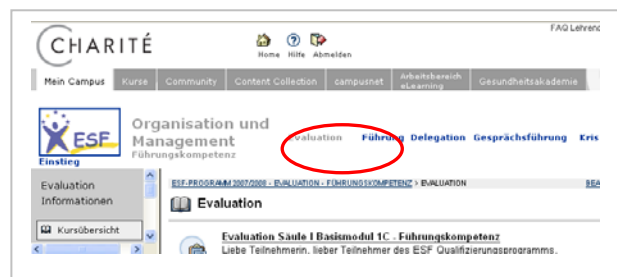 FAQ Lehrend
CHARITÉ
Home Hilfe Abmelden
Mein Campus Kurse Community Content Collection campusnet Arbeitsbereich eLearning Gesundheitsakademie
ESF
Einstieg
Organisation und
Management
Führungskompetenz
Evaluation Führung Delegation Gesprächsführung Kris
Evaluation
Informationen
Kursübersicht
ESF-PROGRAMM 2007/2008 - EVALUATION - FÜHRUNGSKOMPETENZ > EVALUATION BEA
Evaluation
Evaluation Säule I Basismodul 1C - Führungskompetenz
Liebe Teilnehmerin, lieber Teilnehmer des ESF Qualifizierungsprogramms,